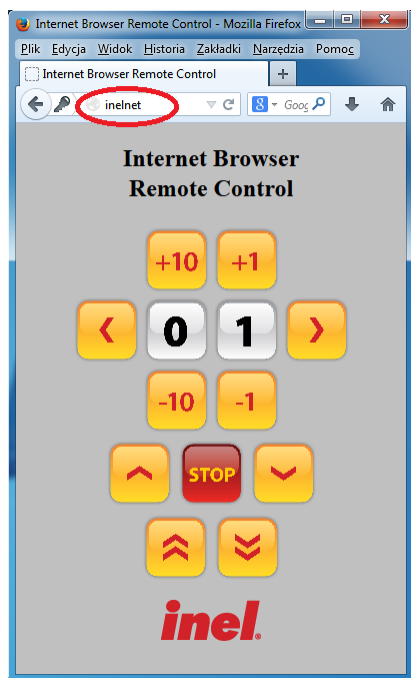 Internet Browser Remote Control - Mozilla Firefox
Plik Edycja Widok Historia Zakładki Narzędzia Pomoc
Internet Browser Remote Control +
inelnet 8 Goog
Internet Browser
Remote Control
+10 +1
0 1
-10 -1
STOP
inel.